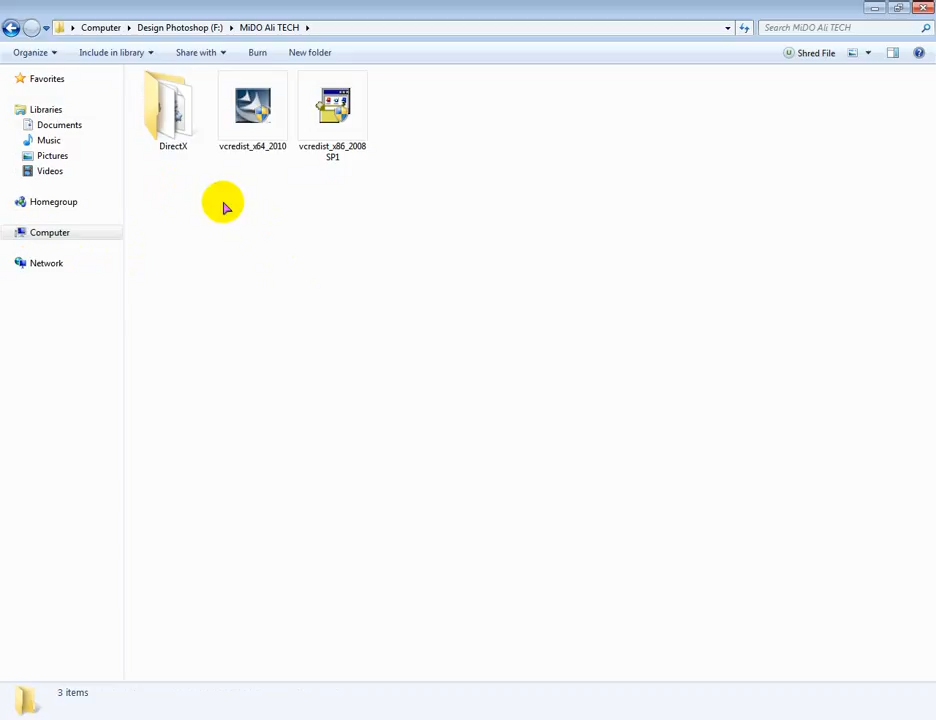 Computer Design Photoshop (F:) MiDO Ali TECH Search MiDO Ali TECH
Organize Include in library Share with Burn New folder Shred File
Favorites
Libraries
Documents
Music
Pictures
Videos
Homegroup
Computer
Network
DirectX
vcredist_x64_2010
vcredist_x86_2008
SP1
3 items